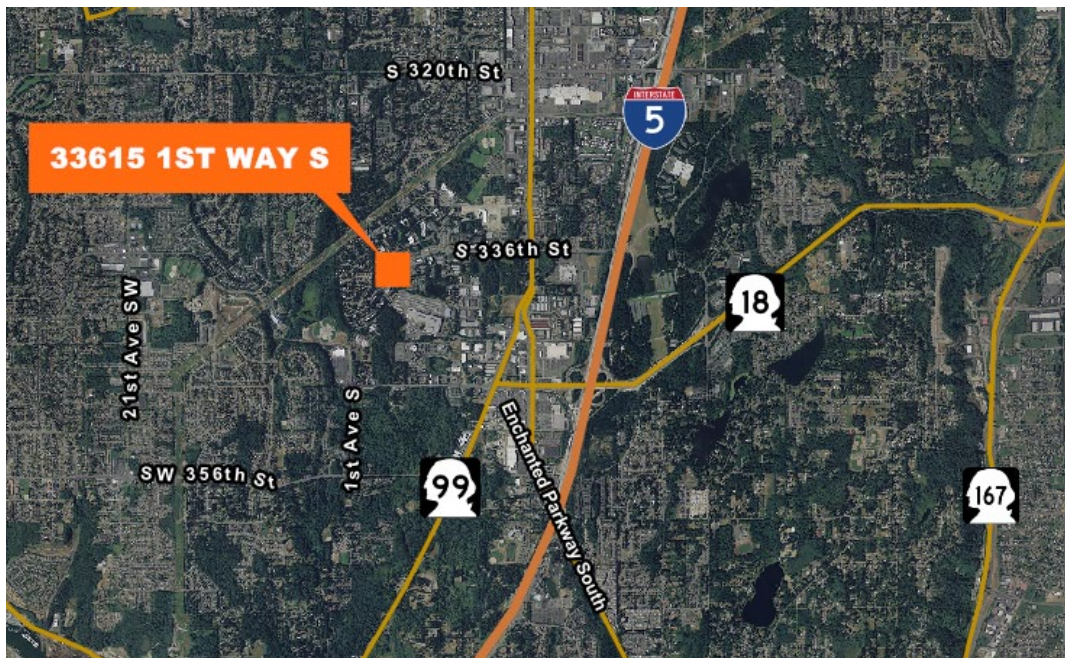 S 320th St
INTERSTATE
5
33615 1ST WAY S
S 336th St
18
21st Ave SW
1st Ave S
Enchanted Parkway South
SW 356th St
99
167